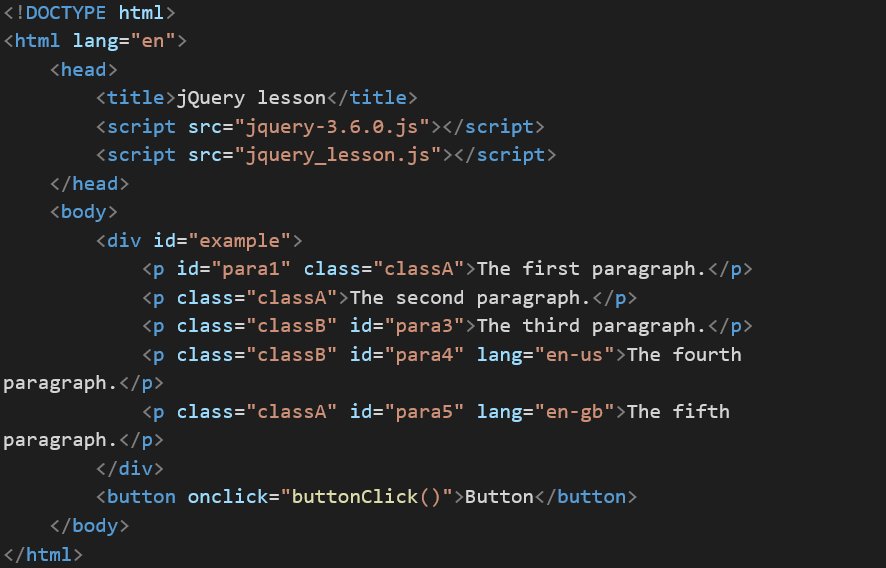 <!DOCTYPE html>
<html lang="en">
    <head>
        <title>jQuery lesson</title>
        <script src="jquery-3.6.0.js"></script>
        <script src="jquery_lesson.js"></script>
    </head>
    <body>
        <div id="example">
            <p id="para1" class="classA">The first paragraph.</p>
            <p class="classA">The second paragraph.</p>
            <p class="classB" id="para3">The third paragraph.</p>
            <p class="classB" id="para4" lang="en-us">The fourth
paragraph.</p>
            <p class="classA" id="para5" lang="en-gb">The fifth
paragraph.</p>
        </div>
        <button onclick="buttonClick()">Button</button>
    </body>
</html>